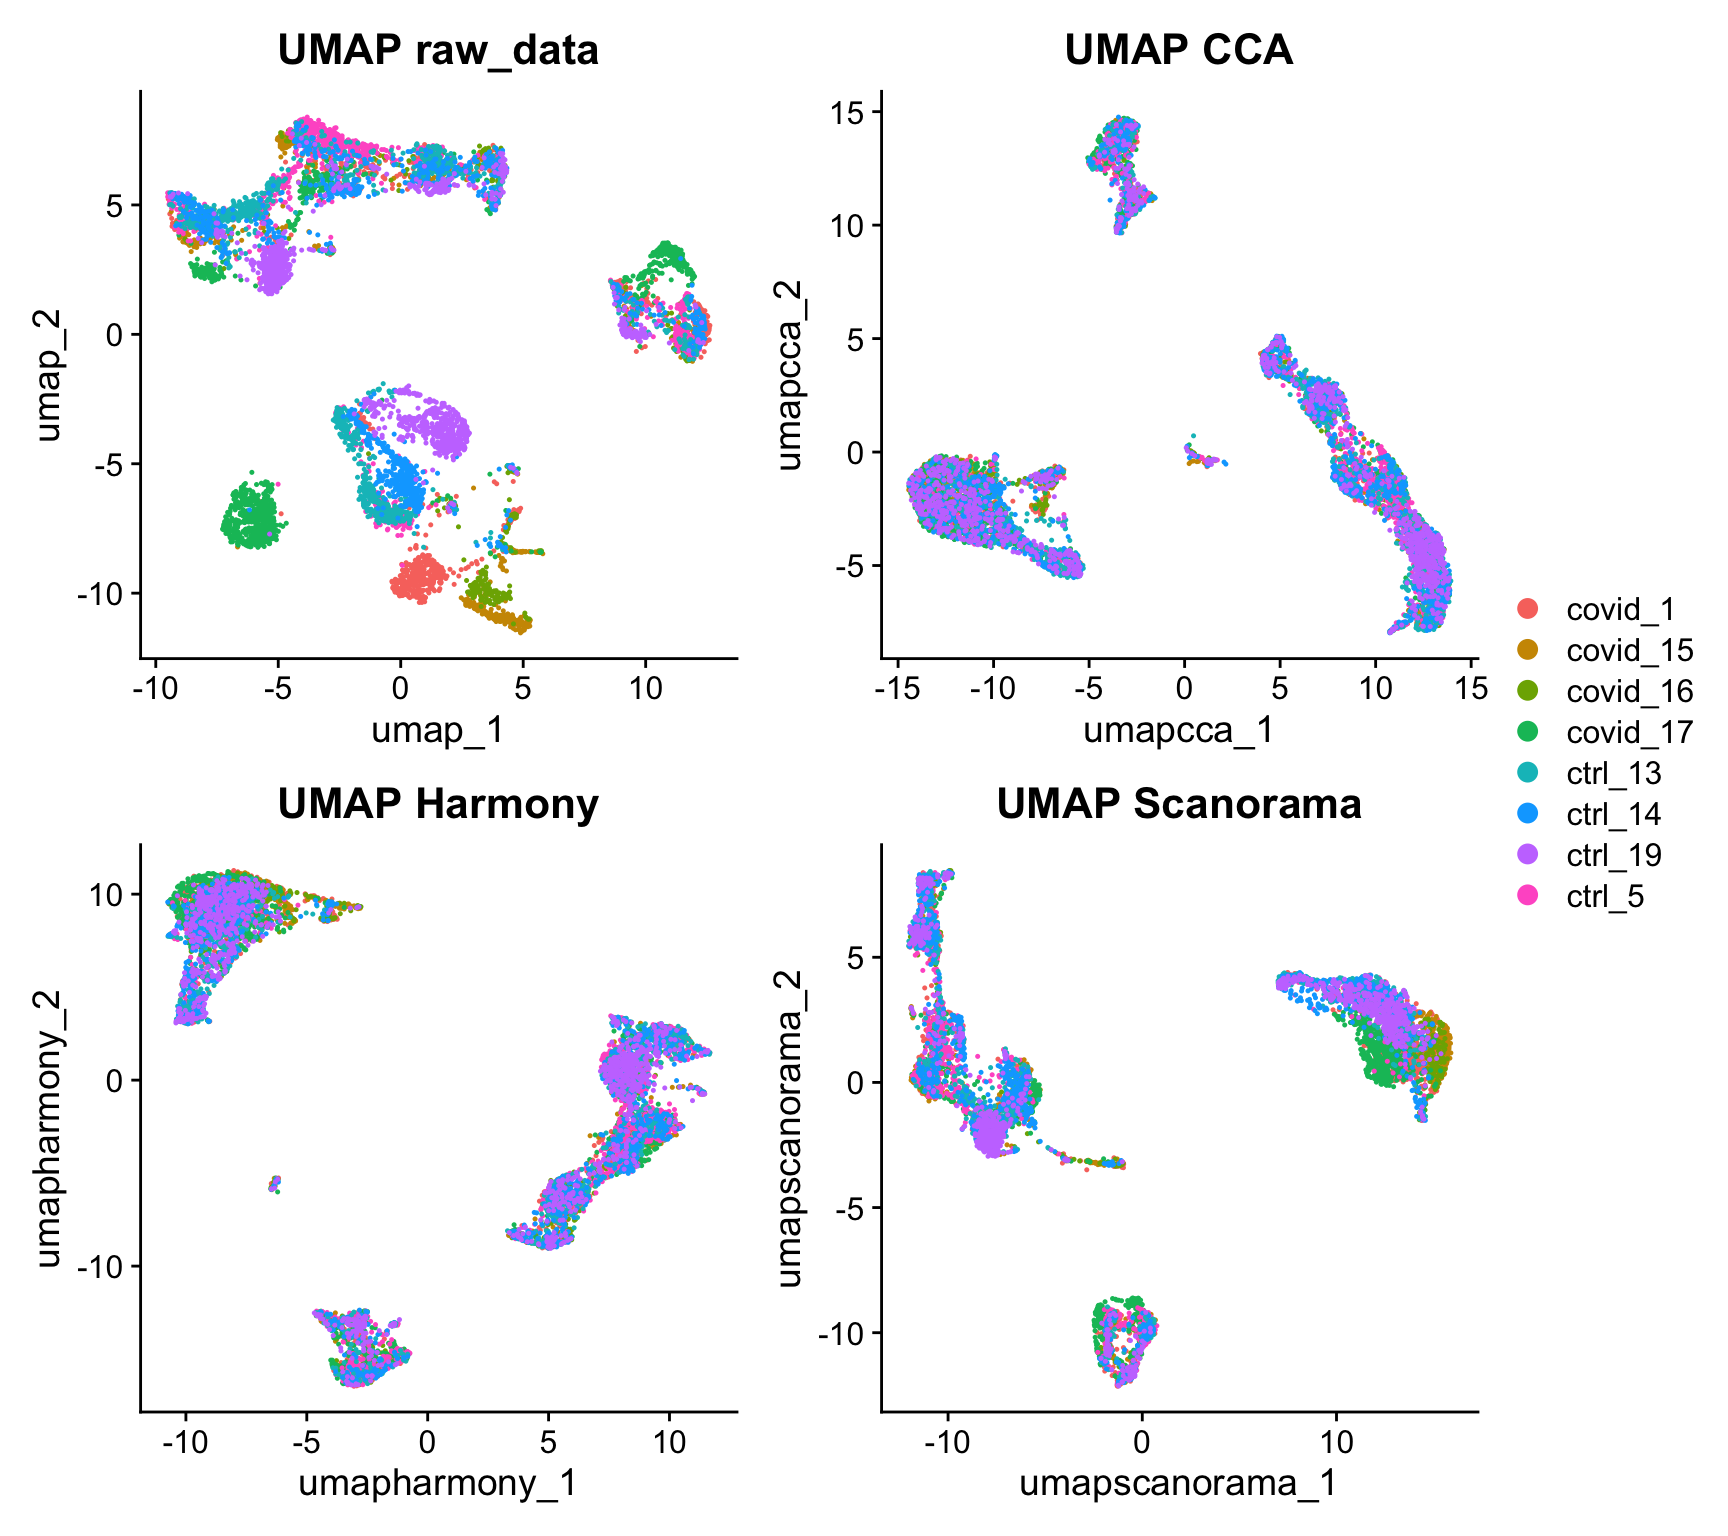 UMAP raw_data
5
0
-5
-10
umap_2
-10 -5 0 5 10
umap_1
UMAP CCA
15
10
5
0
-5
umapcca_2
-15 -10 -5 0 5 10 15
umapcca_1
UMAP Harmony
10
0
-10
umapharmony_2
-10 -5 0 5 10
umapharmony_1
UMAP Scanorama
5
0
-5
-10
umapscanorama_2
-10 0 10
umapscanorama_1
covid_1
covid_15
covid_16
covid_17
ctrl_13
ctrl_14
ctrl_19
ctrl_5